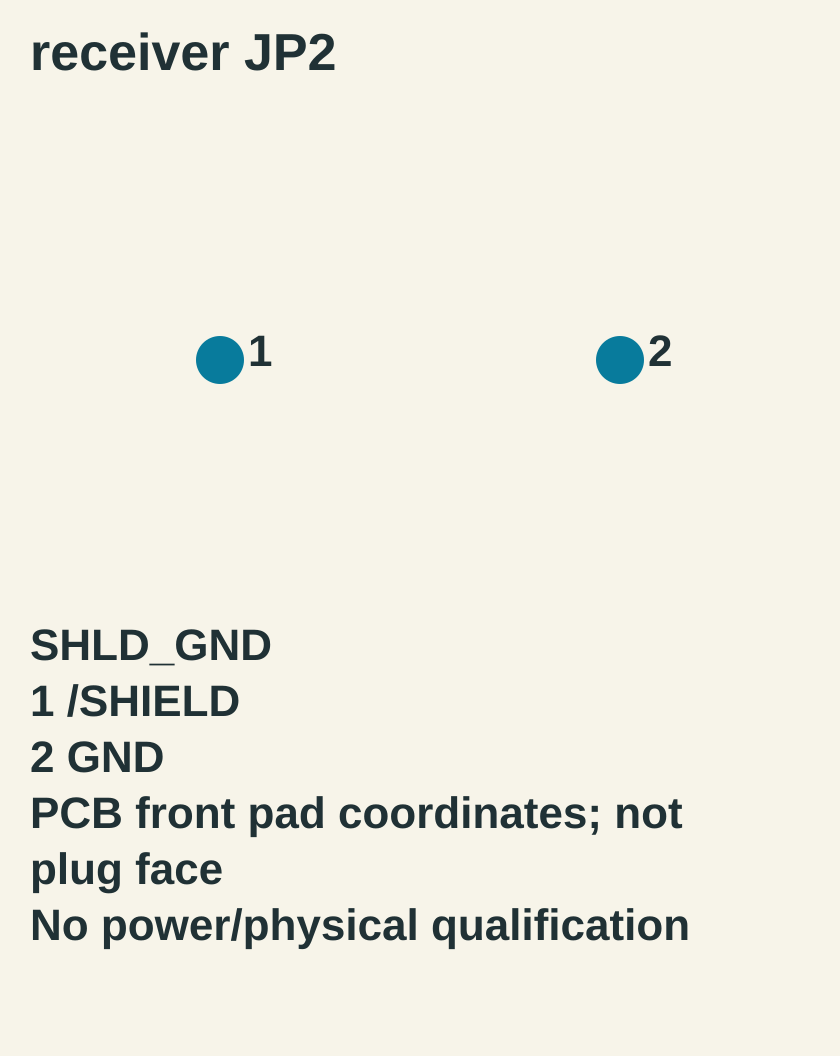 receiver JP2
1
2
SHLD_GND
1 /SHIELD
2 GND
PCB front pad coordinates; not
plug face
No power/physical qualification